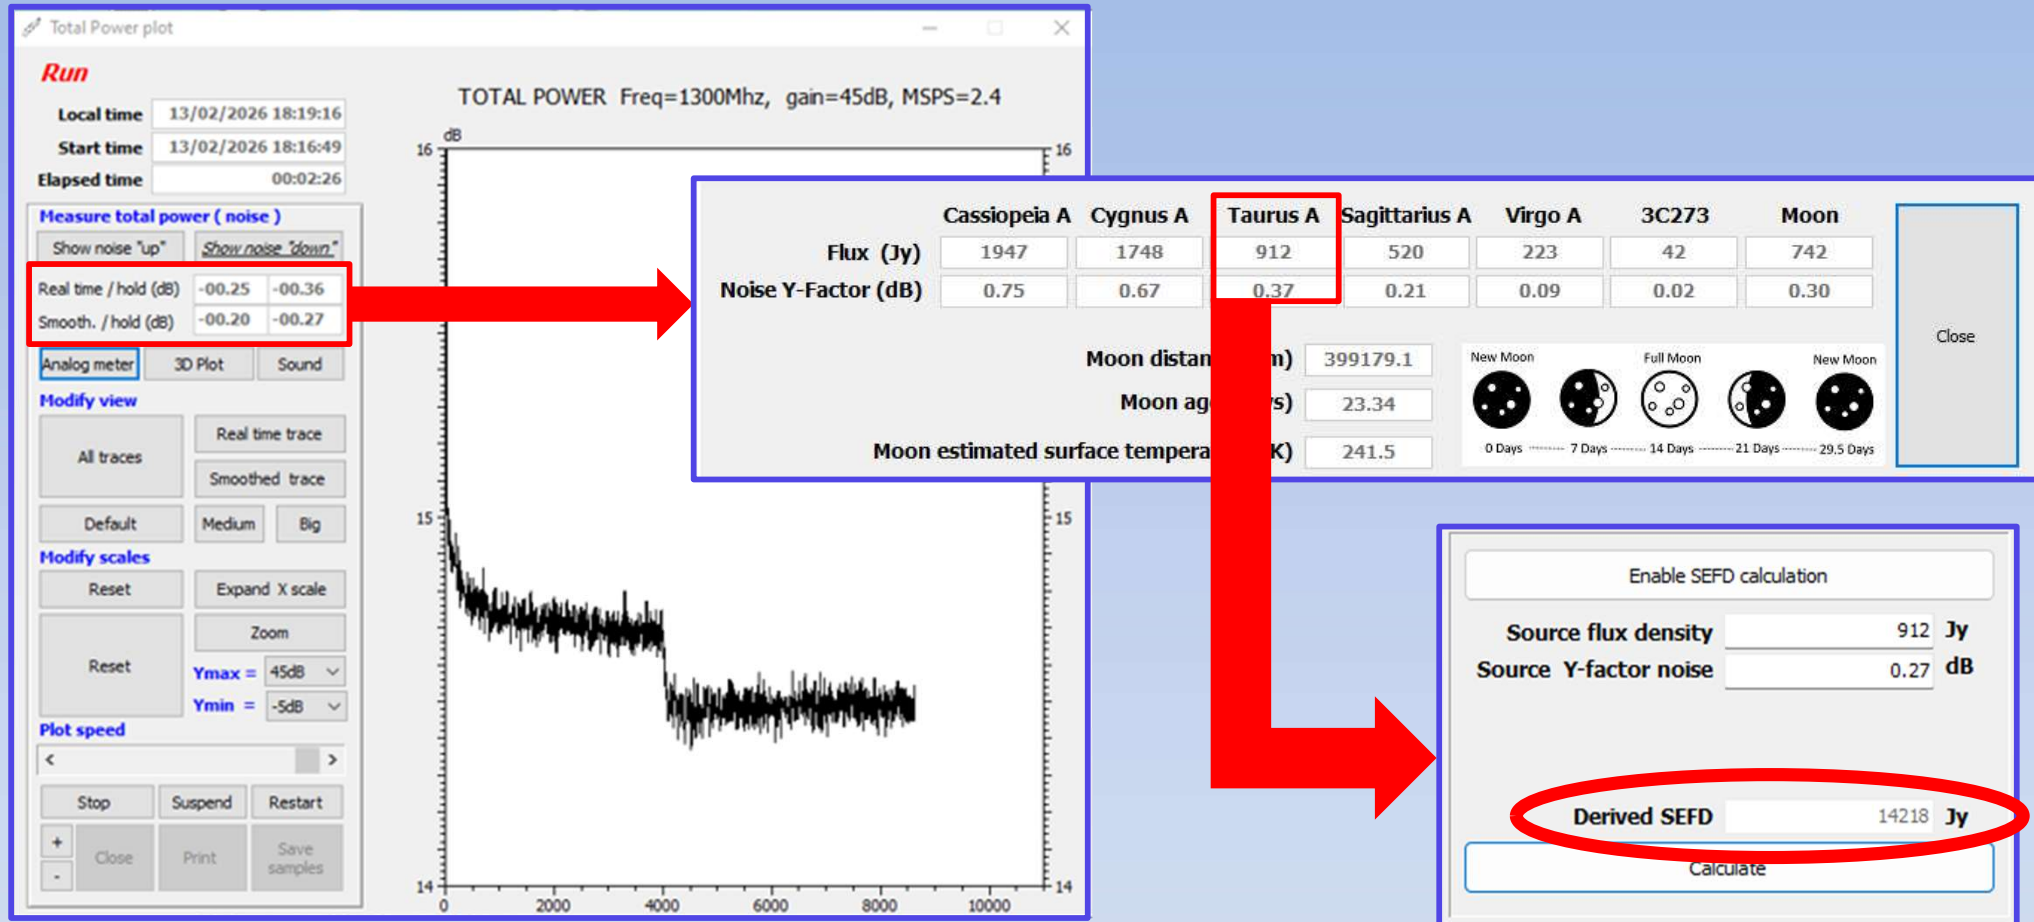 Total Power plot
Run
Local time 13/02/2026 18:19:16
Start time 13/02/2026 18:16:49
Elapsed time 00:02:26
Measure total power ( noise )
Show noise "up" Show noise "down"
Real time / hold (dB) -00.25 -00.36
Smooth. / hold (dB) -00.20 -00.27
Analog meter 3D Plot Sound
Modify view
All traces Real time trace
Smoothed trace
Default Medium Big
Modify scales
Reset Expand X scale
Zoom
Reset
Ymax = 45dB
Ymin = -5dB
Plot speed
< >
Stop Suspend Restart
+ Close Print Save
samples
-
TOTAL POWER Freq=1300Mhz, gain=45dB, MSPS=2.4
dB
16 16
15 15
14 14
0 2000 4000 6000 8000 10000
Cassiopeia A Cygnus A Taurus A Sagittarius A Virgo A 3C273 Moon
Flux (Jy) 1947 1748 912 520 223 42 742
Noise Y-Factor (dB) 0.75 0.67 0.37 0.21 0.09 0.02 0.30
Moon distan m) 399179.1
Moon ag s) 23.34
Moon estimated surface tempera K) 241.5
New Moon Full Moon New Moon
0 Days ········ 7 Days ········ 14 Days ········ 21 Days ········ 29.5 Days
Close
Enable SEFD calculation
Source flux density 912 Jy
Source Y-factor noise 0.27 dB
Derived SEFD 14218 Jy
Calculate